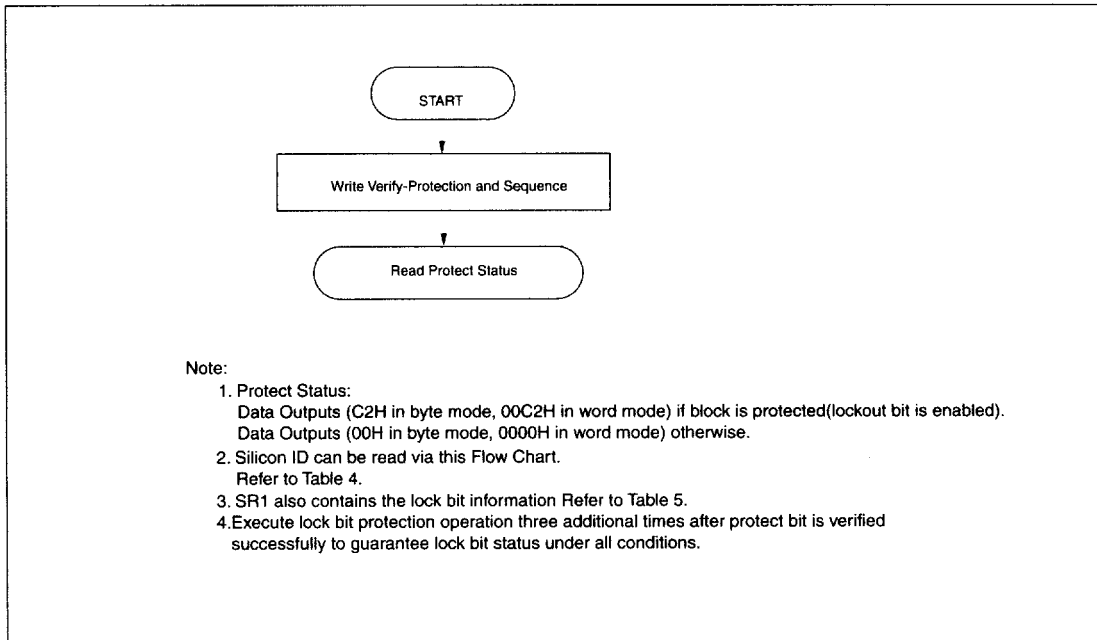 START
Write Verify-Protection and Sequence
Read Protect Status
Note:
1. Protect Status:
Data Outputs (C2H in byte mode, 00C2H in word mode) if block is protected(lockout bit is enabled).
Data Outputs (00H in byte mode, 0000H in word mode) otherwise.
2. Silicon ID can be read via this Flow Chart.
Refer to Table 4.
3. SR1 also contains the lock bit information Refer to Table 5.
4.Execute lock bit protection operation three additional times after protect bit is verified
successfully to guarantee lock bit status under all conditions.